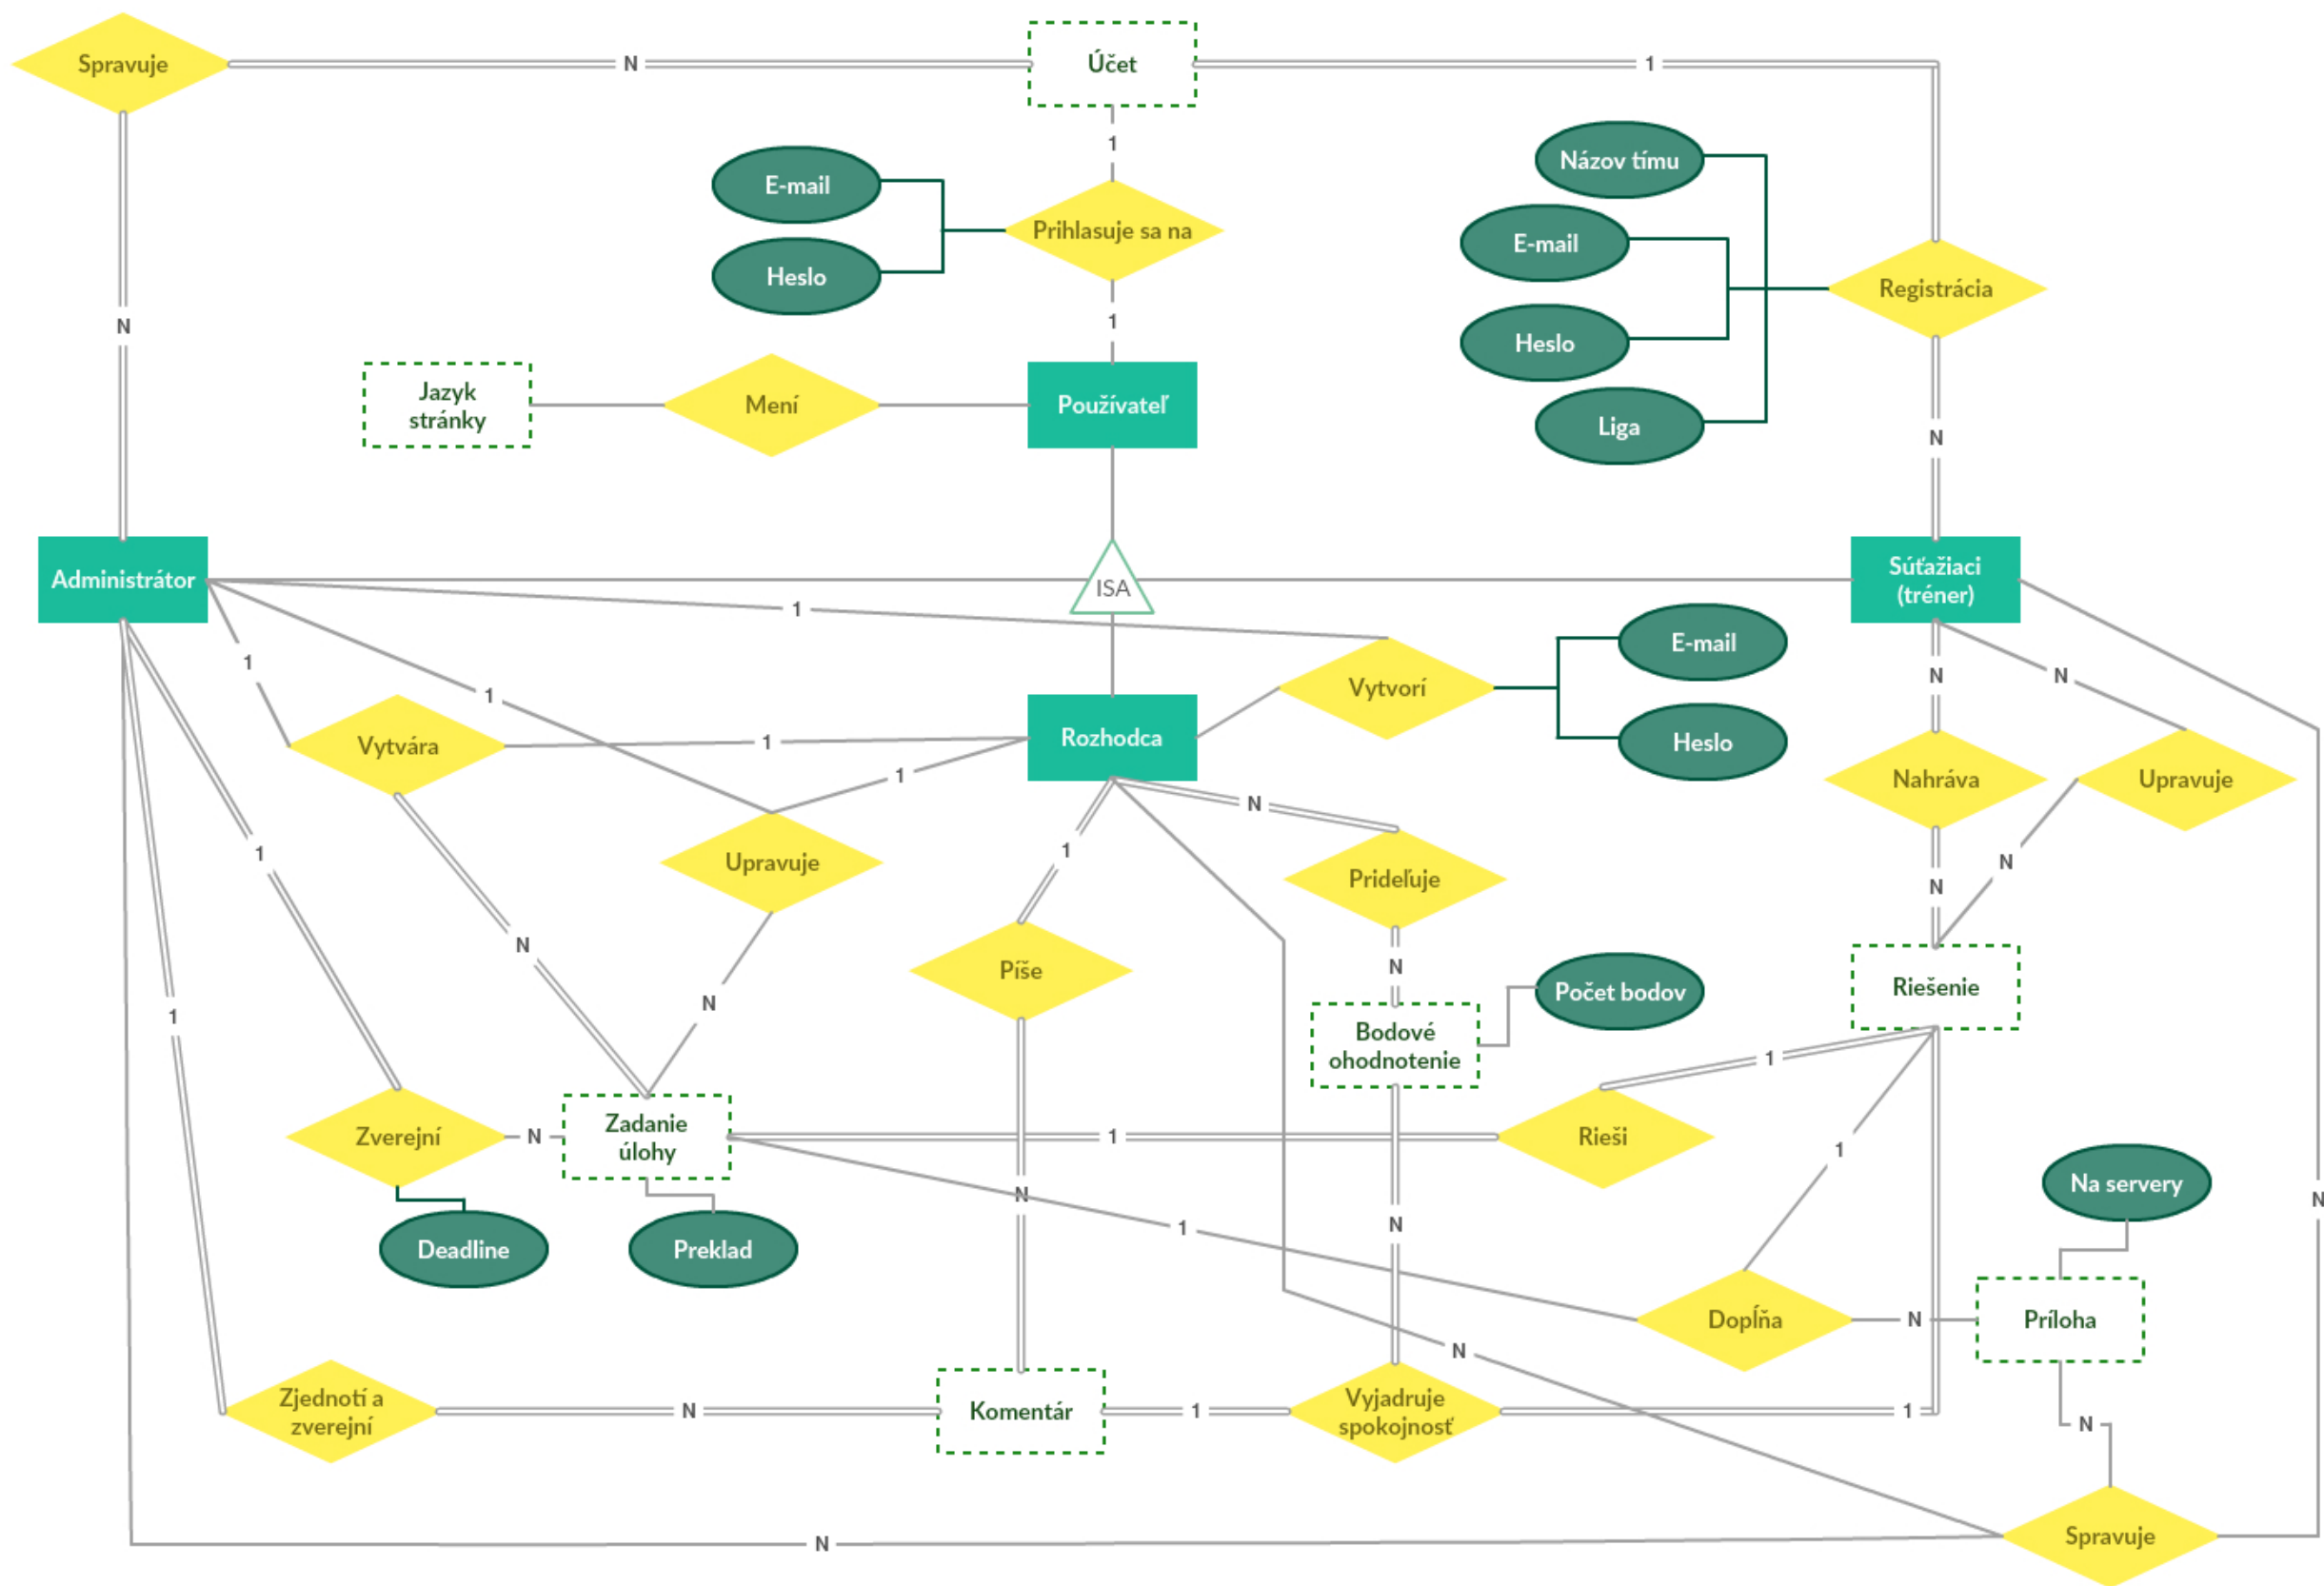 Spravuje
N
Účet
1
1
E-mail
Názov tímu
Prihlasuje sa na
E-mail
Heslo
Registrácia
1
N
Heslo
Jazyk
stránky
Mení
Používateľ
Liga
N
Administrátor
ISA
Súťažiaci
(tréner)
1
E-mail
1
N
N
1
Vytvorí
Vytvára
1
Rozhodca
Heslo
1
Nahráva
Upravuje
N
1
1
Upravuje
N
N
Prideľuje
N
N
Píše
N
Počet bodov
Riešenie
N
1
Bodové
ohodnotenie
1
Zverejní
N
Zadanie
úlohy
1
Rieši
1
Na servery
N
N
1
N
Deadline
Preklad
Dopĺňa
N
Príloha
N
Zjednotí a
zverejní
N
Komentár
1
Vyjadruje
spokojnosť
1
N
N
Spravuje